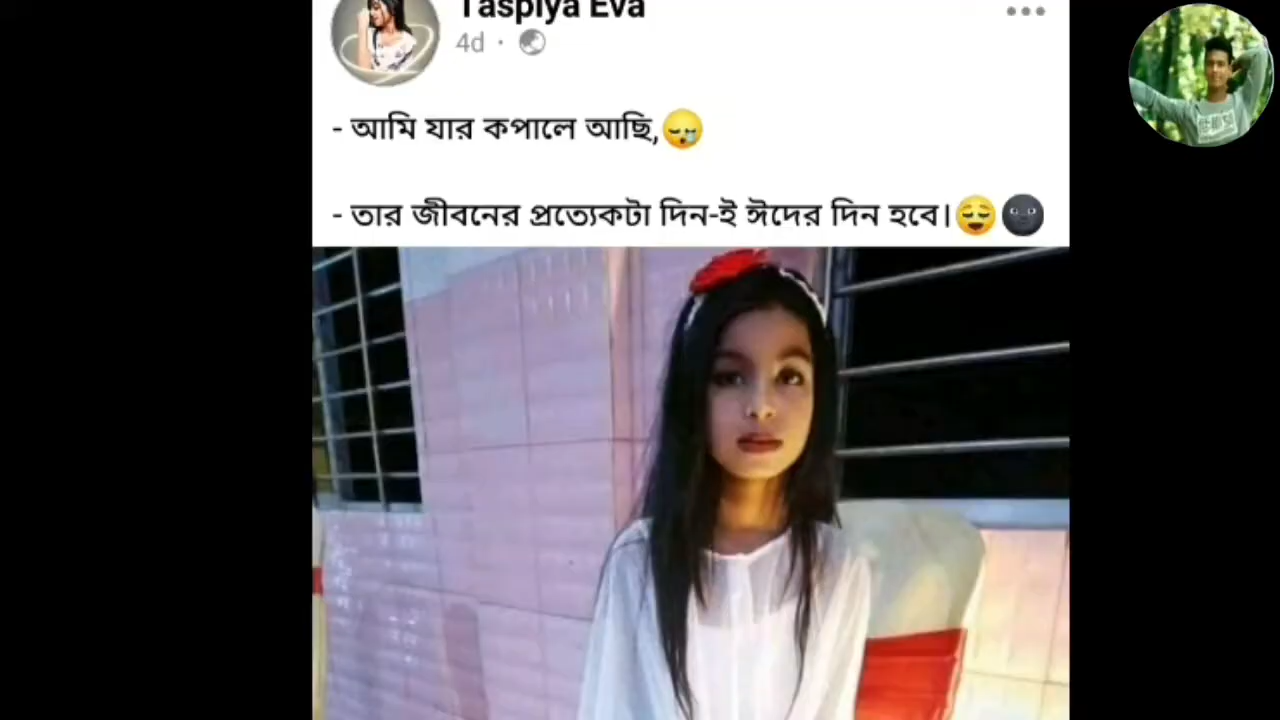 Taspiya Eva
4d ·
- আমি যার কপালে আছি,😪
- তার জীবনের প্রত্যেকটা দিন-ই ঈদের দিন হবে।😌🌚